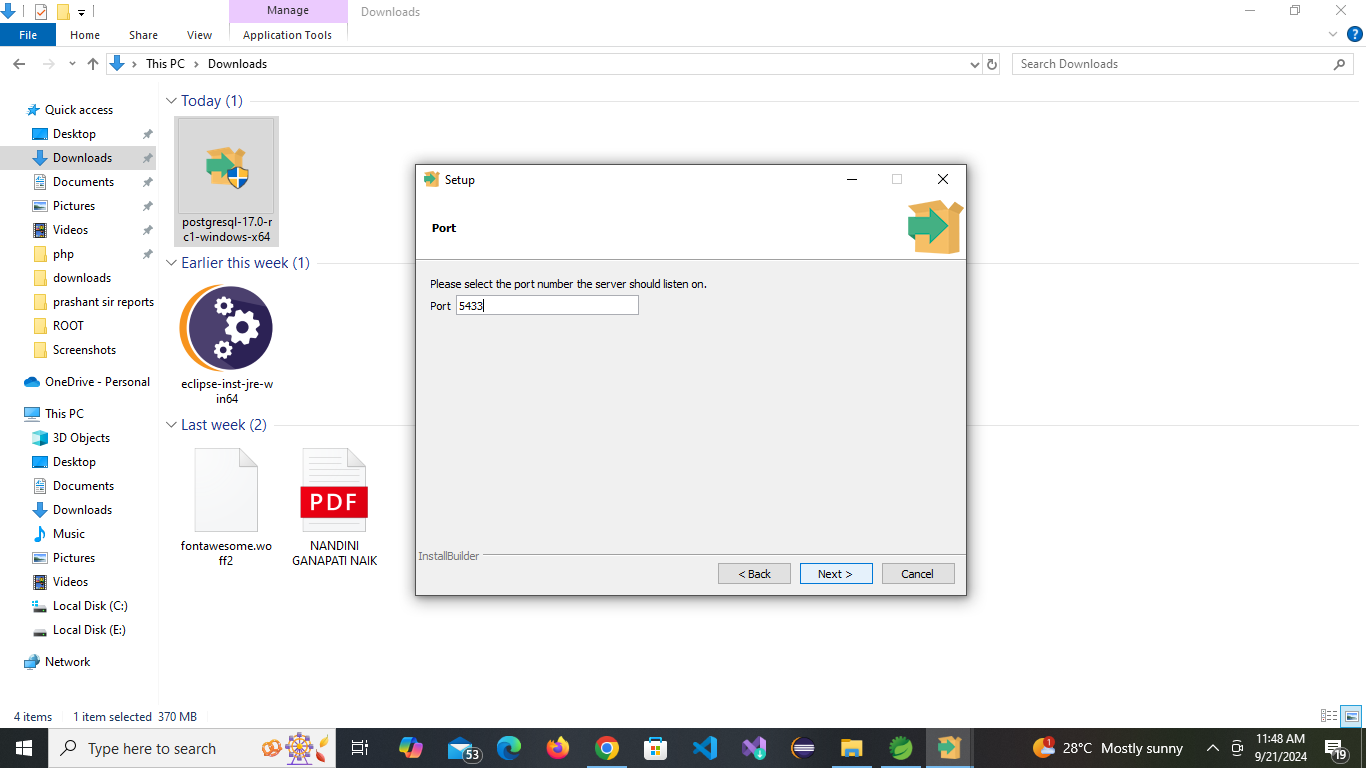 Manage
Downloads
File
Home
Share
View
Application Tools
This PC
Downloads
Search Downloads
Quick access
Desktop
Downloads
Documents
Pictures
Videos
php
downloads
prashant sir reports
ROOT
Screenshots
OneDrive - Personal
This PC
3D Objects
Desktop
Documents
Downloads
Music
Pictures
Videos
Local Disk (C:)
Local Disk (E:)
Network
Today (1)
postgresql-17.0-r
c1-windows-x64
Earlier this week (1)
eclipse-inst-jre-w
in64
Last week (2)
fontawesome.wo
ff2
PDF
NANDINI
GANAPATI NAIK
Setup
Port
Please select the port number the server should listen on.
Port 5433
InstallBuilder
< Back
Next >
Cancel
4 items
1 item selected 370 MB
Type here to search
53
1
28°C Mostly sunny
11:48 AM
9/21/2024
19